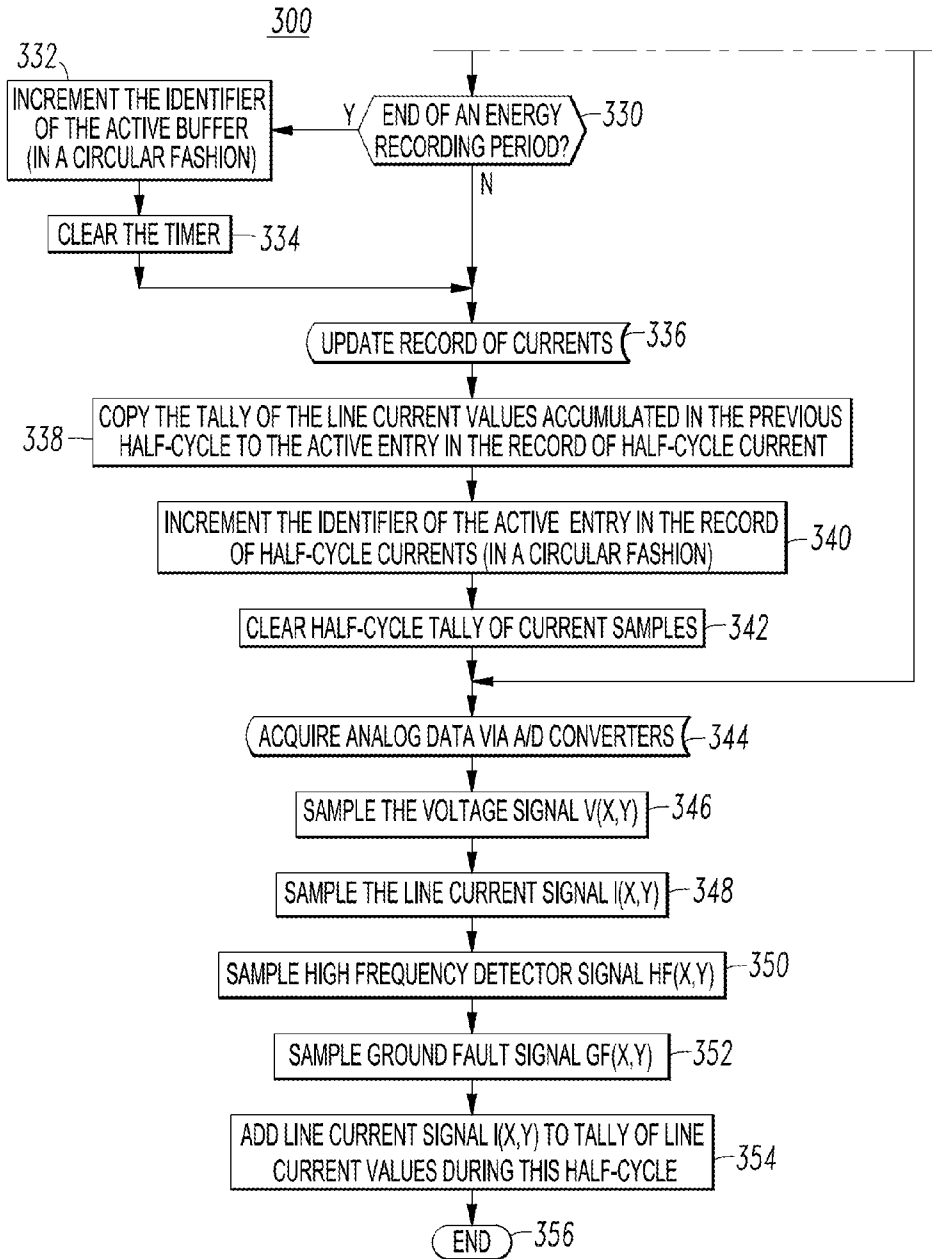 300
332
INCREMENT THE IDENTIFIER
OF THE ACTIVE BUFFER
(IN A CIRCULAR FASHION)
Y
END OF AN ENERGY
RECORDING PERIOD?
330
N
CLEAR THE TIMER
334
UPDATE RECORD OF CURRENTS
336
338
COPY THE TALLY OF THE LINE CURRENT VALUES ACCUMULATED IN THE PREVIOUS
HALF-CYCLE TO THE ACTIVE ENTRY IN THE RECORD OF HALF-CYCLE CURRENT
INCREMENT THE IDENTIFIER OF THE ACTIVE ENTRY IN THE RECORD
OF HALF-CYCLE CURRENTS (IN A CIRCULAR FASHION)
340
CLEAR HALF-CYCLE TALLY OF CURRENT SAMPLES
342
ACQUIRE ANALOG DATA VIA A/D CONVERTERS
344
SAMPLE THE VOLTAGE SIGNAL V(X,Y)
346
SAMPLE THE LINE CURRENT SIGNAL I(X,Y)
348
SAMPLE HIGH FREQUENCY DETECTOR SIGNAL HF(X,Y)
350
SAMPLE GROUND FAULT SIGNAL GF(X,Y)
352
ADD LINE CURRENT SIGNAL I(X,Y) TO TALLY OF LINE
CURRENT VALUES DURING THIS HALF-CYCLE
354
END
356